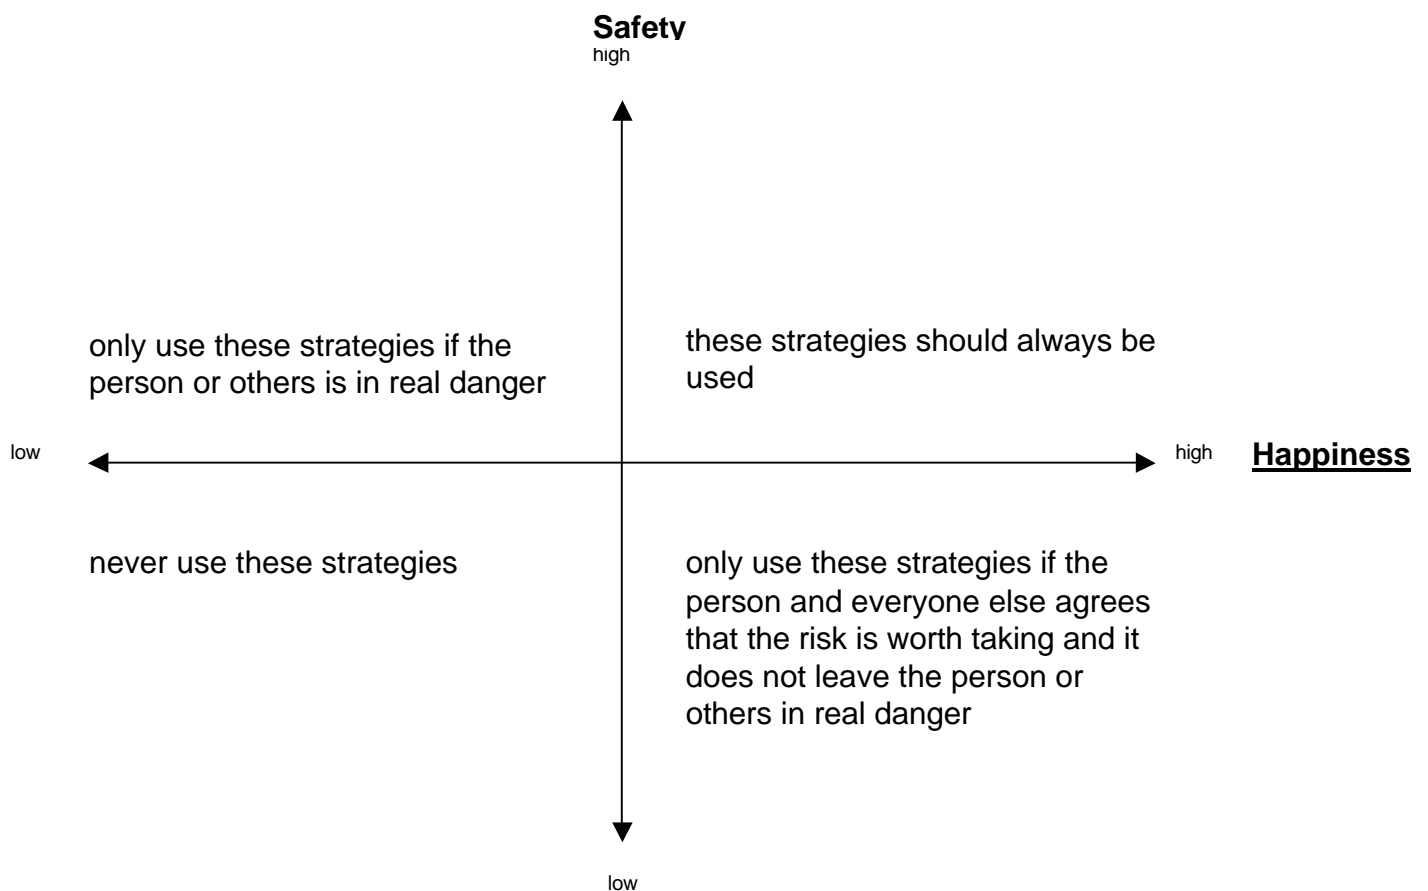 Safety
high
only use these strategies if the
person or others is in real danger
these strategies should always be
used
low
high
Happiness
never use these strategies
only use these strategies if the
person and everyone else agrees
that the risk is worth taking and it
does not leave the person or
others in real danger
low